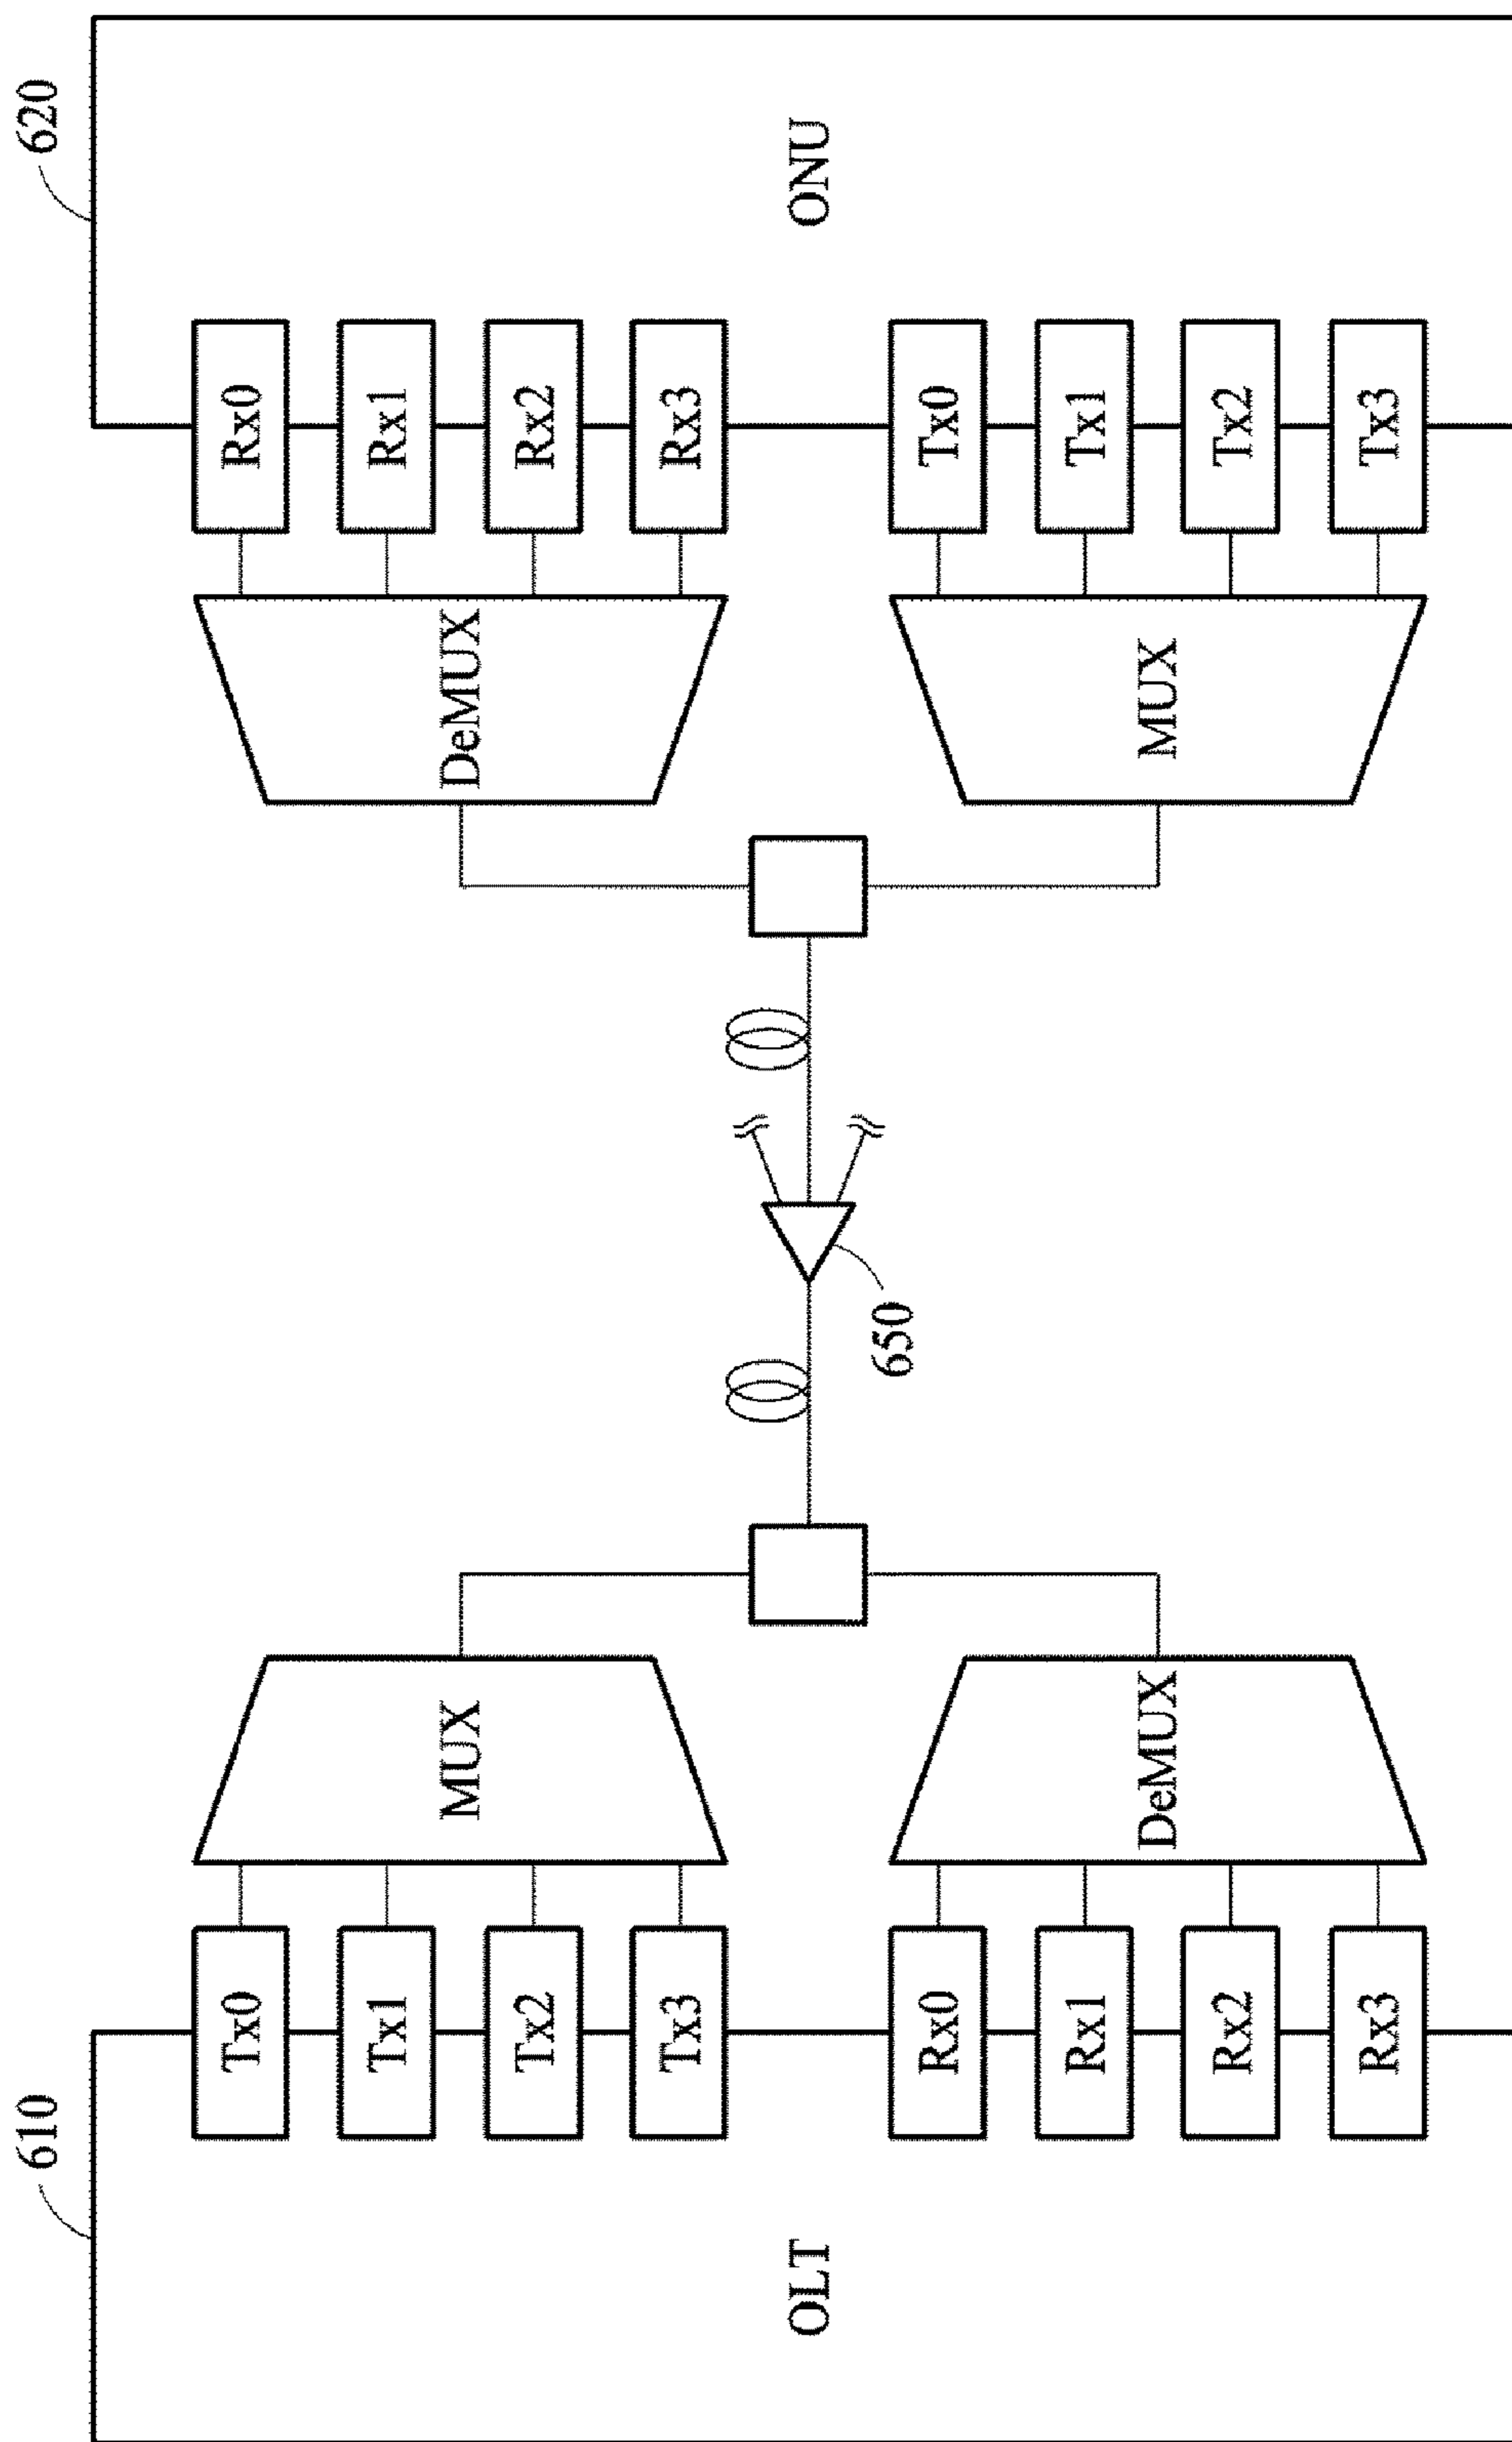 610
620
OLT
Tx0
Tx1
Tx2
Tx3
MUX
Rx0
Rx1
Rx2
Rx3
DeMUX
650
DeMUX
Rx0
Rx1
Rx2
Rx3
MUX
Tx0
Tx1
Tx2
Tx3
ONU